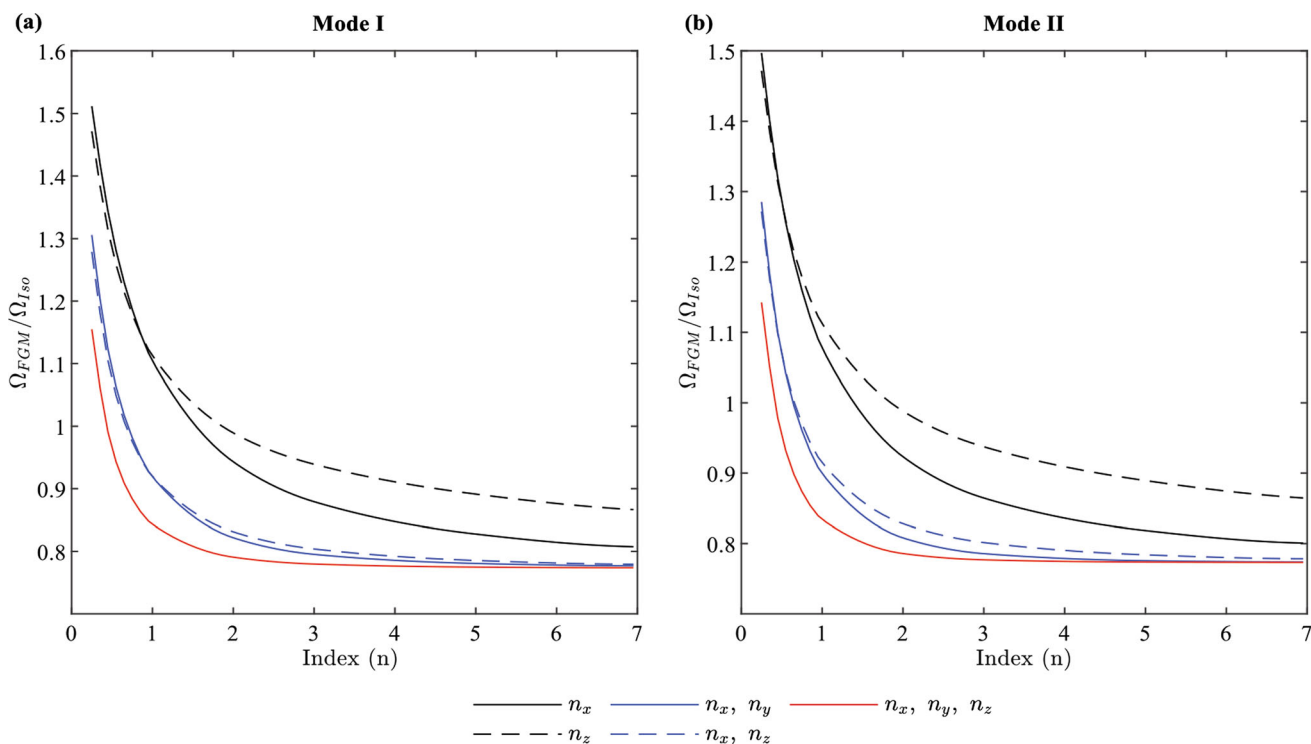 (a)
Mode I
1.6
1.5
1.4
1.3
1.2
1.1
1
0.9
0.8
Ω_FGM/Ω_Iso
0 1 2 3 4 5 6 7
Index (n)
(b)
Mode II
1.5
1.4
1.3
1.2
1.1
1
0.9
0.8
Ω_FGM/Ω_Iso
0 1 2 3 4 5 6 7
Index (n)
n_x n_x, n_y n_x, n_y, n_z
n_z n_x, n_z